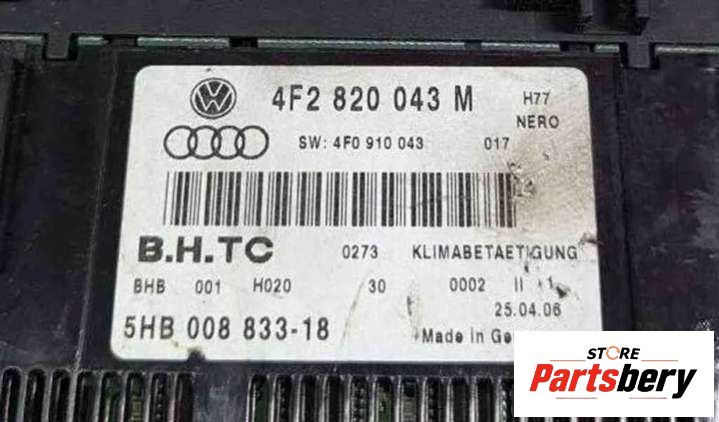 4F2 820 043 M H77
NERO
SW: 4F0 910 043 017
B.H.TC 0273 KLIMABETAETIGUNG
BHB 001 H020 30 0002 II 1
25.04.06
5HB 008 833-18 Made in
STORE
Partsbery